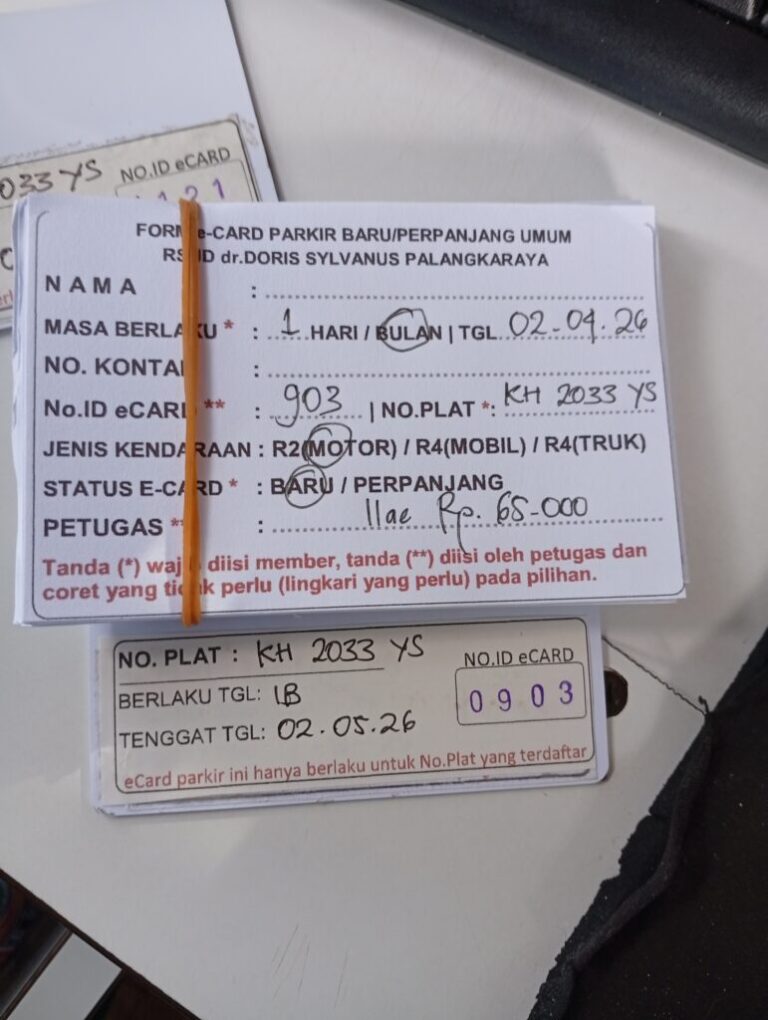 033 YS NO.ID eCARD
121
FORM e-CARD PARKIR BARU/PERPANJANG UMUM
RSUD dr.DORIS SYLVANUS PALANGKARAYA
NAMA :
MASA BERLAKU * : 1 HARI / BULAN | TGL 02-04.26
NO. KONTAK :
No.ID eCARD ** : 903 | NO.PLAT *: KH 2033 YS
JENIS KENDARAAN : R2(MOTOR) / R4(MOBIL) / R4(TRUK)
STATUS E-CARD * : BARU / PERPANJANG
PETUGAS ** : Ilae Rp. 65-000
Tanda (*) wajib diisi member, tanda (**) diisi oleh petugas dan
coret yang tidak perlu (lingkari yang perlu) pada pilihan.
NO. PLAT : KH 2033 YS NO.ID eCARD
BERLAKU TGL: 1B 0903
TENGGAT TGL: 02.05.26
eCard parkir ini hanya berlaku untuk No.Plat yang terdaftar